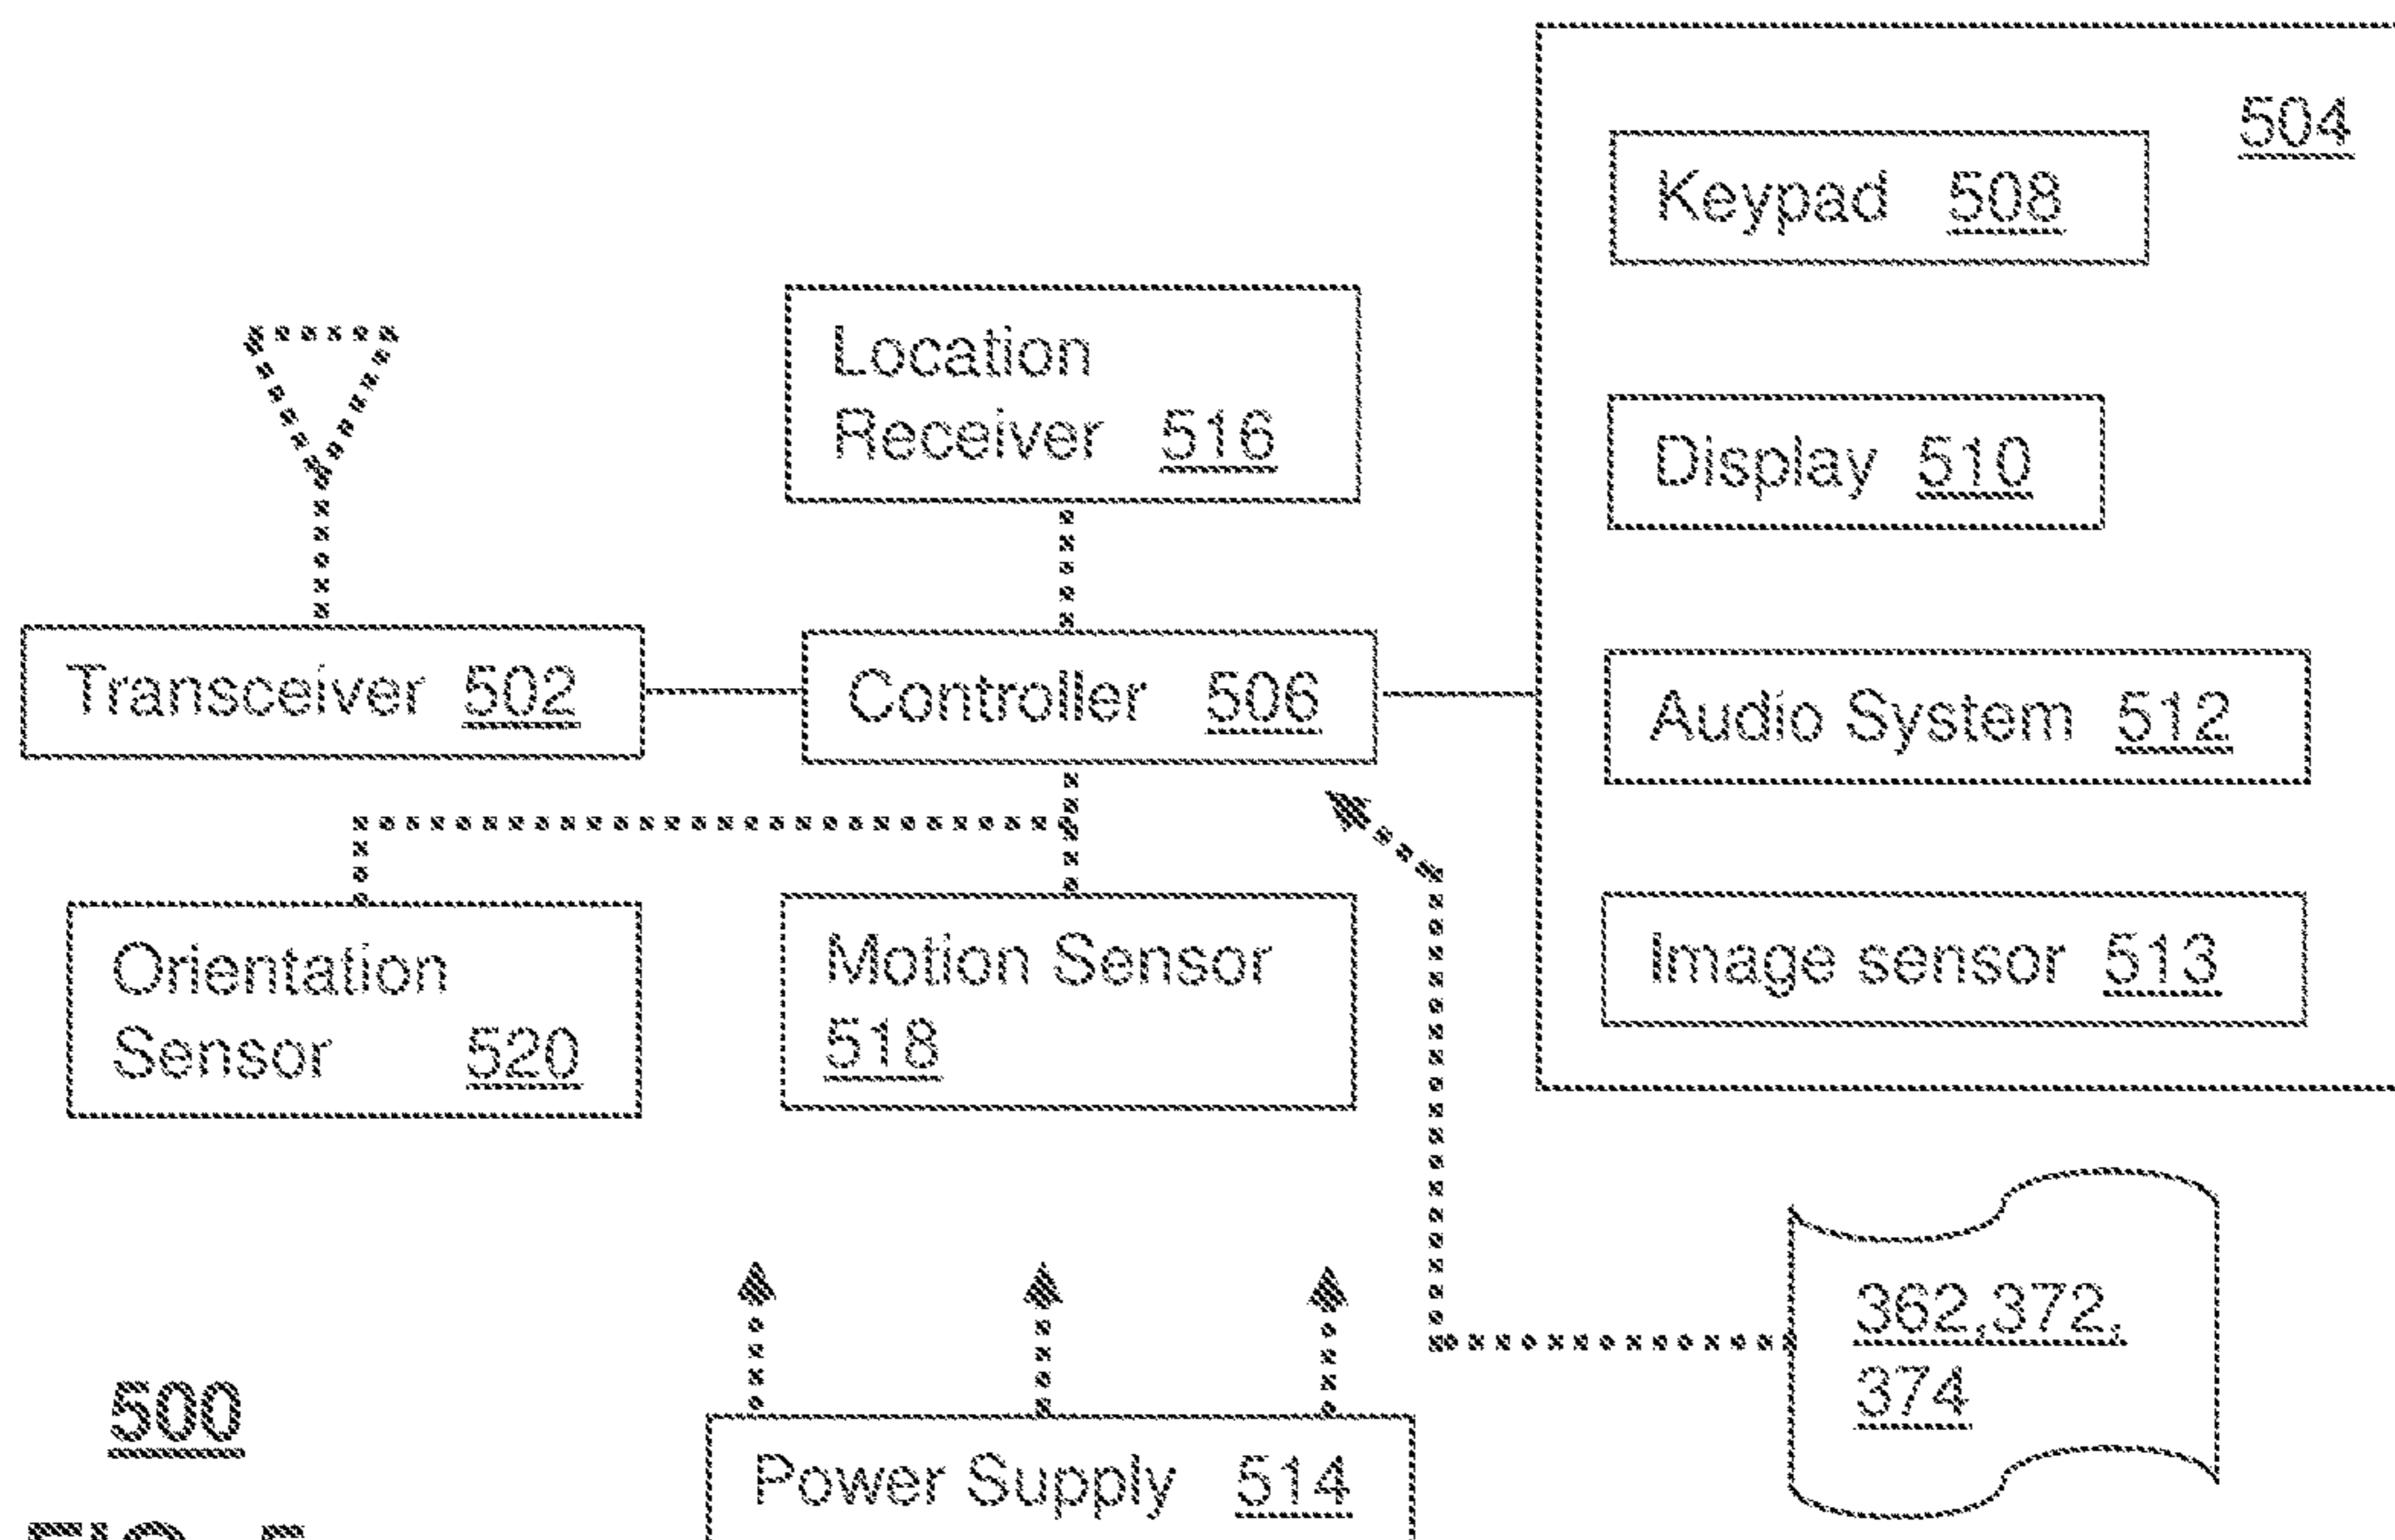 504
Keypad 508
Location
Receiver 516
Display 510
Transceiver 502
Controller 506
Audio System 512
Orientation
Sensor 520
Motion Sensor
518
Image sensor 513
362,372,
374
500
Power Supply 514